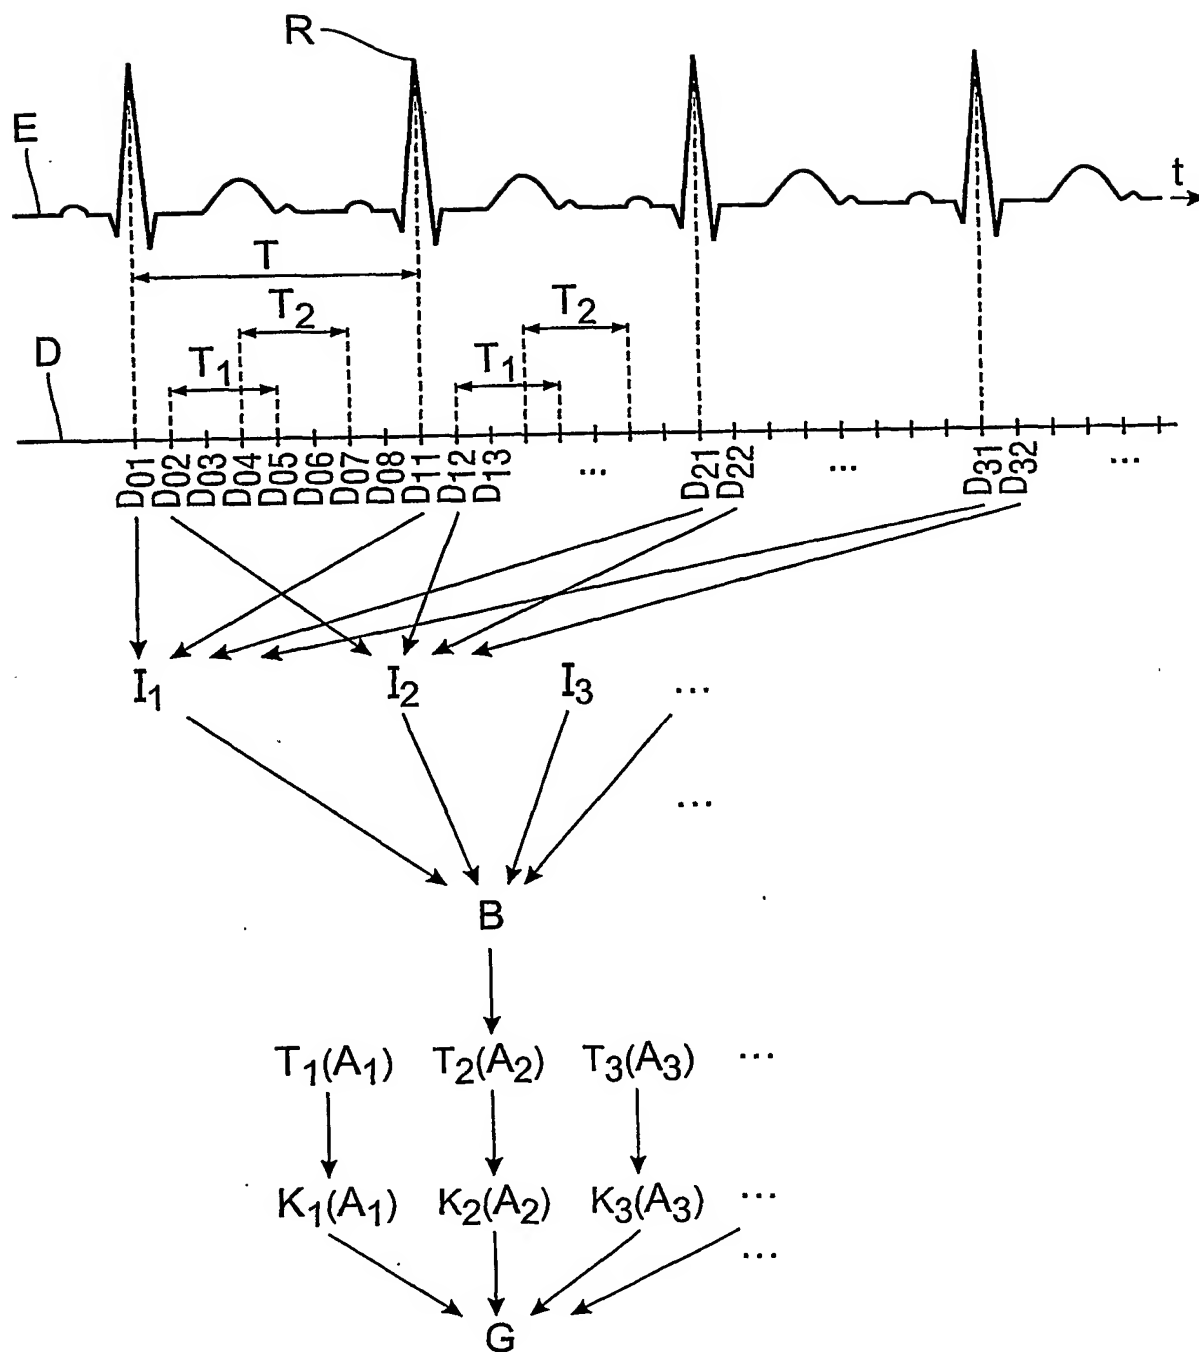 R
E
t
T
T2
T2
D
T1
T1
D01 D02 D03 D04 D05 D06 D07 D08 D11 D12 D13 ... D21 D22 ... D31 D32 ...
I1 I2 I3 ...
...
B
T1(A1) T2(A2) T3(A3) ...
K1(A1) K2(A2) K3(A3) ...
...
G